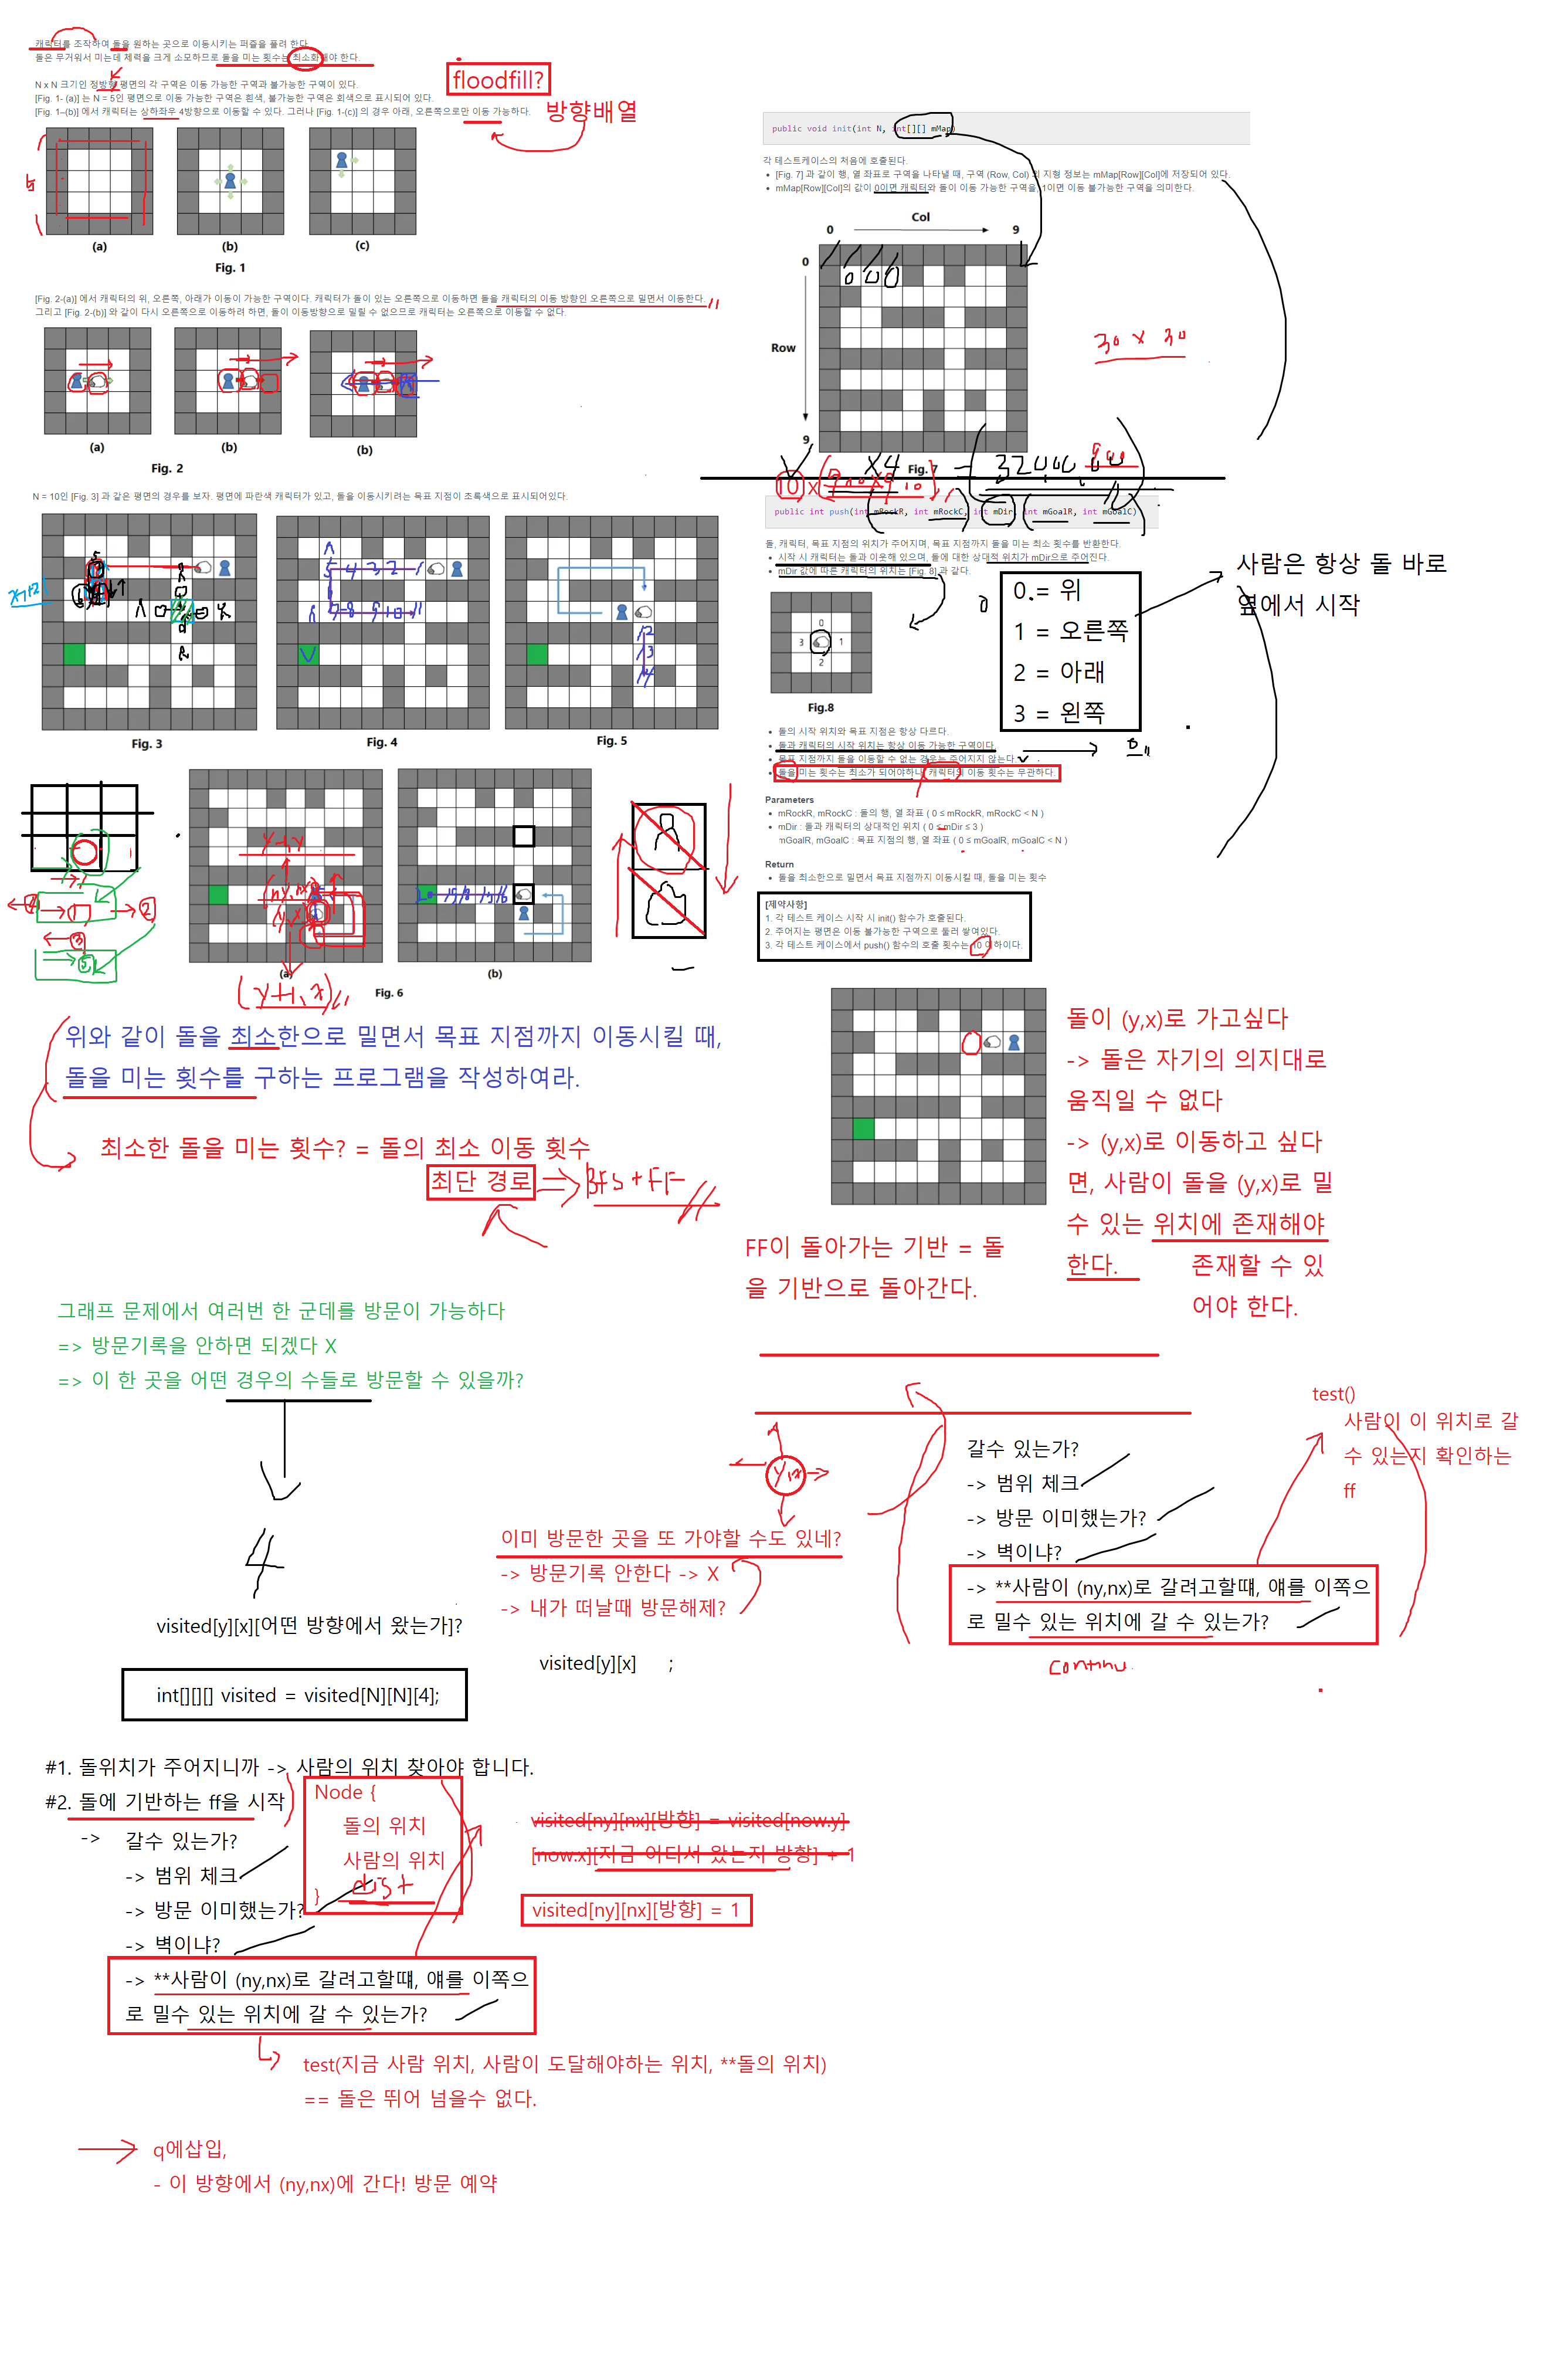 캐릭터를 조작하여 돌을 원하는 곳으로 이동시키는 퍼즐을 풀려 한다.
돌은 무거워서 미는데 체력을 크게 소모하므로 돌을 미는 횟수는 최소화해야 한다.
N x N 크기인 정방형 평면의 각 구역은 이동 가능한 구역과 불가능한 구역이 있다.
[Fig. 1- (a)] 는 N = 5인 평면으로 이동 가능한 구역은 흰색, 불가능한 구역은 회색으로 표시되어 있다.
[Fig. 1–(b)] 에서 캐릭터는 상하좌우 4방향으로 이동할 수 있다. 그러나 [Fig. 1-(c)] 의 경우 아래, 오른쪽으로만 이동 가능하다.
floodfill?
방향배열
(a)
(b)
(c)
Fig. 1
[Fig. 2-(a)] 에서 캐릭터의 위, 오른쪽, 아래가 이동이 가능한 구역이다. 캐릭터가 돌이 있는 오른쪽으로 이동하면 돌을 캐릭터의 이동 방향인 오른쪽으로 밀면서 이동한다.
그리고 [Fig. 2-(b)] 와 같이 다시 오른쪽으로 이동하려 하면, 돌이 이동방향으로 밀릴 수 없으므로 캐릭터는 오른쪽으로 이동할 수 없다.
(a)
(b)
(b)
Fig. 2
N = 10인 [Fig. 3] 과 같은 평면의 경우를 보자. 평면에 파란색 캐릭터가 있고, 돌을 이동시키려는 목표 지점이 초록색으로 표시되어있다.
5 4 3 2 1
7 8 9 10 11
12
13
14
Fig. 3
Fig. 4
Fig. 5
y+1,x
(ny,nx)
(y,x)
(a)
(b)
Fig. 6
(y+1,x)
위와 같이 돌을 최소한으로 밀면서 목표 지점까지 이동시킬 때,
돌을 미는 횟수를 구하는 프로그램을 작성하여라.
최소한 돌을 미는 횟수? = 돌의 최소 이동 횟수
최단 경로
BFS + FF
public void init(int N, int[][] mMap)
각 테스트케이스의 처음에 호출된다.
[Fig. 7] 과 같이 행, 열 좌표로 구역을 나타낼 때, 구역 (Row, Col) 의 지형 정보는 mMap[Row][Col]에 저장되어 있다.
mMap[Row][Col]의 값이 0이면 캐릭터와 돌이 이동 가능한 구역을, 1이면 이동 불가능한 구역을 의미한다.
Col
0
9
0
Row
9
Fig. 7
30 x 30
public int push(int mRockR, int mRockC, int mDir, int mGoalR, int mGoalC)
돌, 캐릭터, 목표 지점의 위치가 주어지며, 목표 지점까지 돌을 미는 최소 횟수를 반환한다.
시작 시 캐릭터는 돌과 이웃해 있으며, 돌에 대한 상대적 위치가 mDir으로 주어진다.
mDir 값에 따른 캐릭터의 위치는 [Fig. 8] 과 같다.
0
3
1
2
Fig.8
0.= 위
1 = 오른쪽
2 = 아래
3 = 왼쪽
사람은 항상 돌 바로
옆에서 시작
돌의 시작 위치와 목표 지점은 항상 다르다.
돌과 캐릭터의 시작 위치는 항상 이동 가능한 구역이다.
목표 지점까지 돌을 이동할 수 없는 경우는 주어지지 않는다.
돌을 미는 횟수는 최소가 되어야하나, 캐릭터의 이동 횟수는 무관하다.
Parameters
mRockR, mRockC : 돌의 행, 열 좌표 ( 0 ≤ mRockR, mRockC < N )
mDir : 돌과 캐릭터의 상대적인 위치 ( 0 ≤ mDir ≤ 3 )
mGoalR, mGoalC : 목표 지점의 행, 열 좌표 ( 0 ≤ mGoalR, mGoalC < N )
Return
돌을 최소한으로 밀면서 목표 지점까지 이동시킬 때, 돌을 미는 횟수
[제약사항]
1. 각 테스트 케이스 시작 시 init() 함수가 호출된다.
2. 주어지는 평면은 이동 불가능한 구역으로 둘러 쌓여있다.
3. 각 테스트 케이스에서 push() 함수의 호출 횟수는 10 이하이다.
돌이 (y,x)로 가고싶다
-> 돌은 자기의 의지대로
움직일 수 없다
-> (y,x)로 이동하고 싶다
면, 사람이 돌을 (y,x)로 밀
수 있는 위치에 존재해야
한다.
존재할 수 있
어야 한다.
FF이 돌아가는 기반 = 돌
을 기반으로 돌아간다.
그래프 문제에서 여러번 한 군데를 방문이 가능하다
=> 방문기록을 안하면 되겠다 X
=> 이 한 곳을 어떤 경우의 수들로 방문할 수 있을까?
4
visited[y][x][어떤 방향에서 왔는가]?
int[][][] visited = visited[N][N][4];
y,x
이미 방문한 곳을 또 가야할 수도 있네?
-> 방문기록 안한다 -> X
-> 내가 떠날때 방문해제?
visited[y][x] ;
갈수 있는가?
-> 범위 체크
-> 방문 이미했는가?
-> 벽이냐?
-> **사람이 (ny,nx)로 갈려고할떄, 얘를 이쪽으
로 밀수 있는 위치에 갈 수 있는가?
continu
test()
사람이 이 위치로 갈
수 있는지 확인하는
ff
#1. 돌위치가 주어지니까 -> 사람의 위치 찾아야 합니다.
#2. 돌에 기반하는 ff을 시작
-> 갈수 있는가?
-> 범위 체크
-> 방문 이미했는가?
-> 벽이냐?
-> **사람이 (ny,nx)로 갈려고할떄, 얘를 이쪽으
로 밀수 있는 위치에 갈 수 있는가?
Node {
돌의 위치
사람의 위치
dist
}
visited[ny][nx][방향] = visited[now.y]
[now.x][지금 어디서 왔는지 방향] + 1
visited[ny][nx][방향] = 1
test(지금 사람 위치, 사람이 도달해야하는 위치, **돌의 위치)
== 돌은 뛰어 넘을수 없다.
q에삽입,
- 이 방향에서 (ny,nx)에 간다! 방문 예약